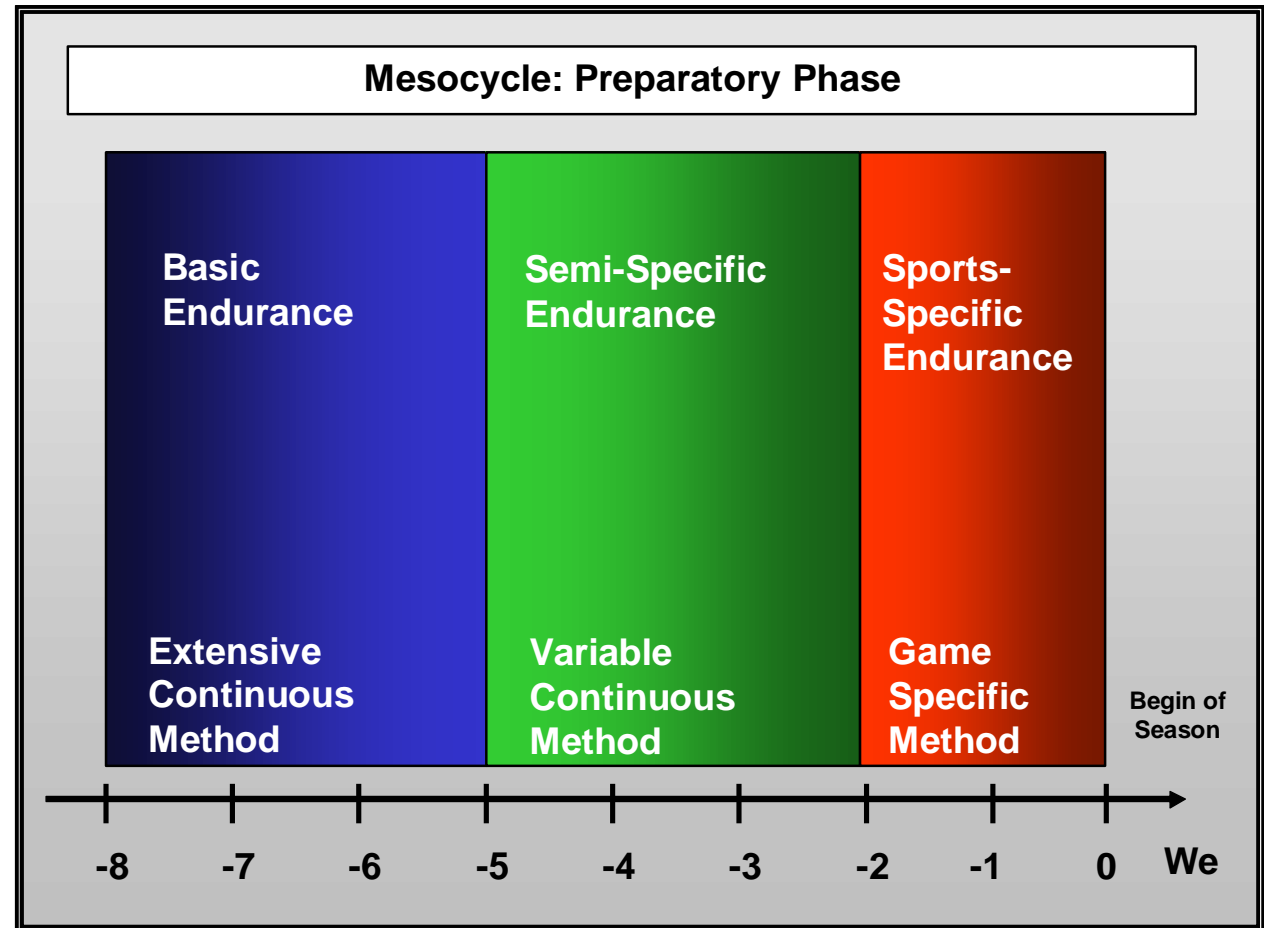 Mesocycle: Preparatory Phase
Basic
Endurance
Semi-Specific
Endurance
Sports-
Specific
Endurance
Extensive
Continuous
Method
Variable
Continuous
Method
Game
Specific
Method
Begin of
Season
-8 -7 -6 -5 -4 -3 -2 -1 0 We